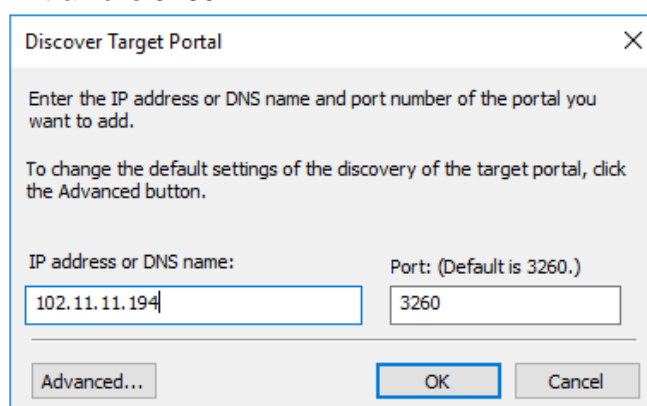 Discover Target Portal
Enter the IP address or DNS name and port number of the portal you
want to add.
To change the default settings of the discovery of the target portal, click
the Advanced button.
IP address or DNS name:
Port: (Default is 3260.)
102.11.11.194
3260
Advanced...
OK
Cancel